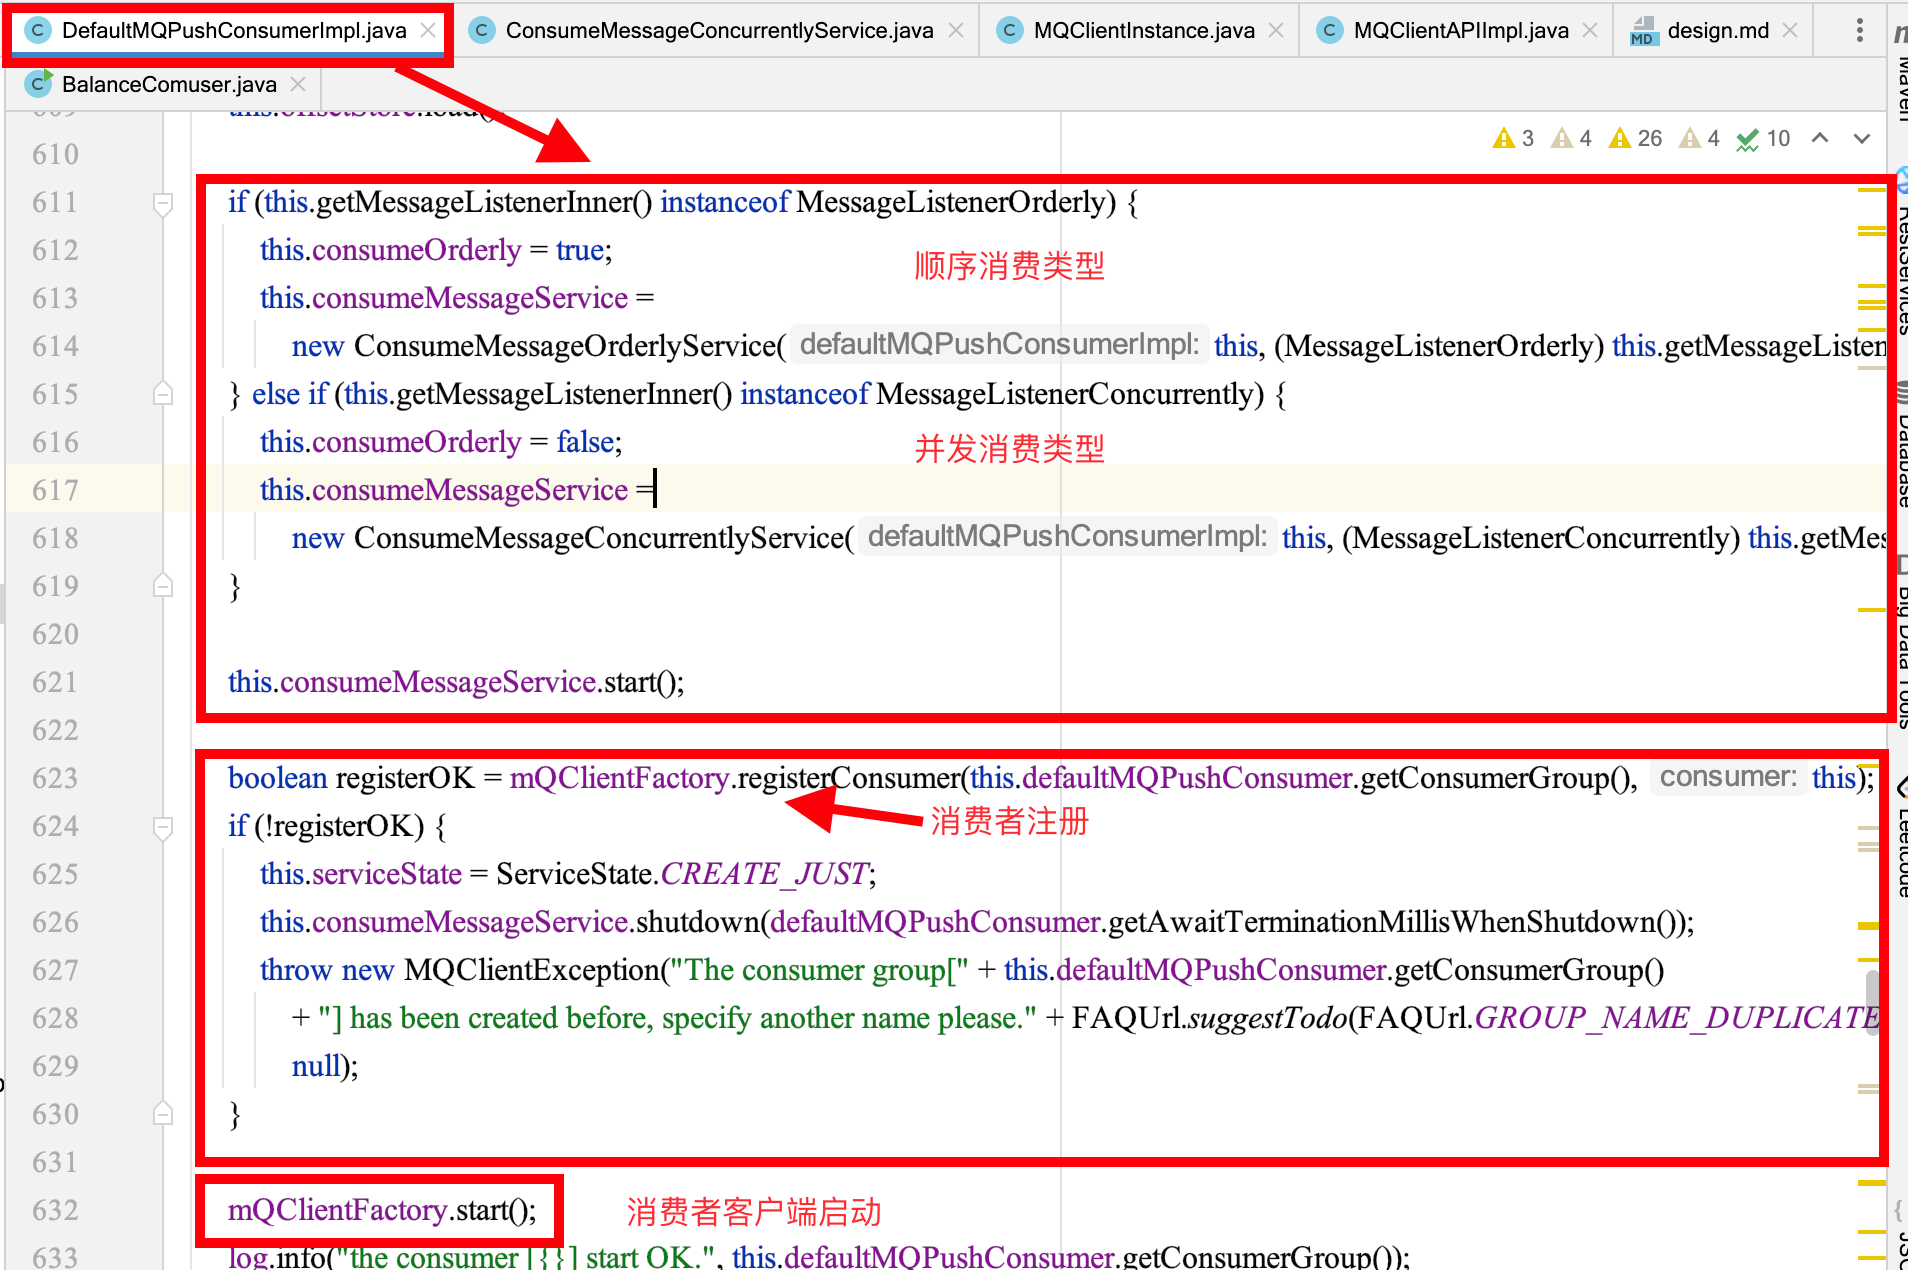 DefaultMQPushConsumerImpl.java ConsumeMessageConcurrentlyService.java MQClientInstance.java MQClientAPIImpl.java MD design.md
BalanceComuser.java
3 4 26 4 10
609 this.offsetStore.load()
610
611 if (this.getMessageListenerInner() instanceof MessageListenerOrderly) {
612 this.consumeOrderly = true;
顺序消费类型
613 this.consumeMessageService =
614 new ConsumeMessageOrderlyService( defaultMQPushConsumerImpl: this, (MessageListenerOrderly) this.getMessageListen
615 } else if (this.getMessageListenerInner() instanceof MessageListenerConcurrently) {
616 this.consumeOrderly = false;
并发消费类型
617 this.consumeMessageService =
618 new ConsumeMessageConcurrentlyService( defaultMQPushConsumerImpl: this, (MessageListenerConcurrently) this.getMes
619 }
620
621 this.consumeMessageService.start();
622
623 boolean registerOK = mQClientFactory.registerConsumer(this.defaultMQPushConsumer.getConsumerGroup(), consumer: this);
624 if (!registerOK) {
消费者注册
625 this.serviceState = ServiceState.CREATE_JUST;
626 this.consumeMessageService.shutdown(defaultMQPushConsumer.getAwaitTerminationMillisWhenShutdown());
627 throw new MQClientException("The consumer group[" + this.defaultMQPushConsumer.getConsumerGroup()
628 + "] has been created before, specify another name please." + FAQUrl.suggestTodo(FAQUrl.GROUP_NAME_DUPLICATE
629 null);
630 }
631
632 mQClientFactory.start();
消费者客户端启动
633 log.info("the consumer [{}] start OK.", this.defaultMQPushConsumer.getConsumerGroup());
Maven
RestServices
Database
Big Data Tools
Leetcode